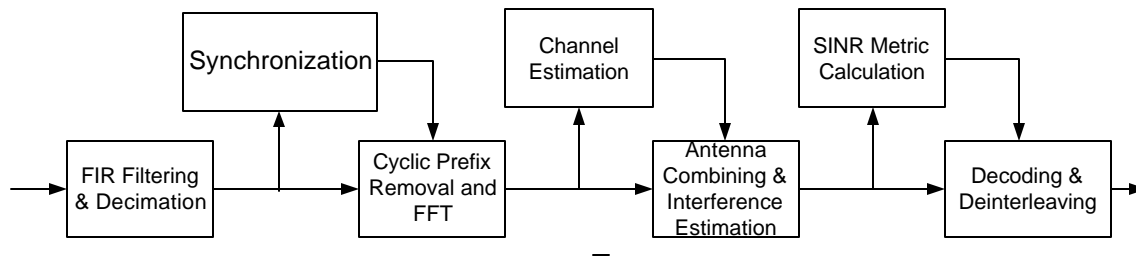 Synchronization
Channel
Estimation
SINR Metric
Calculation
FIR Filtering
& Decimation
Cyclic Prefix
Removal and
FFT
Antenna
Combining &
Interference
Estimation
Decoding &
Deinterleaving